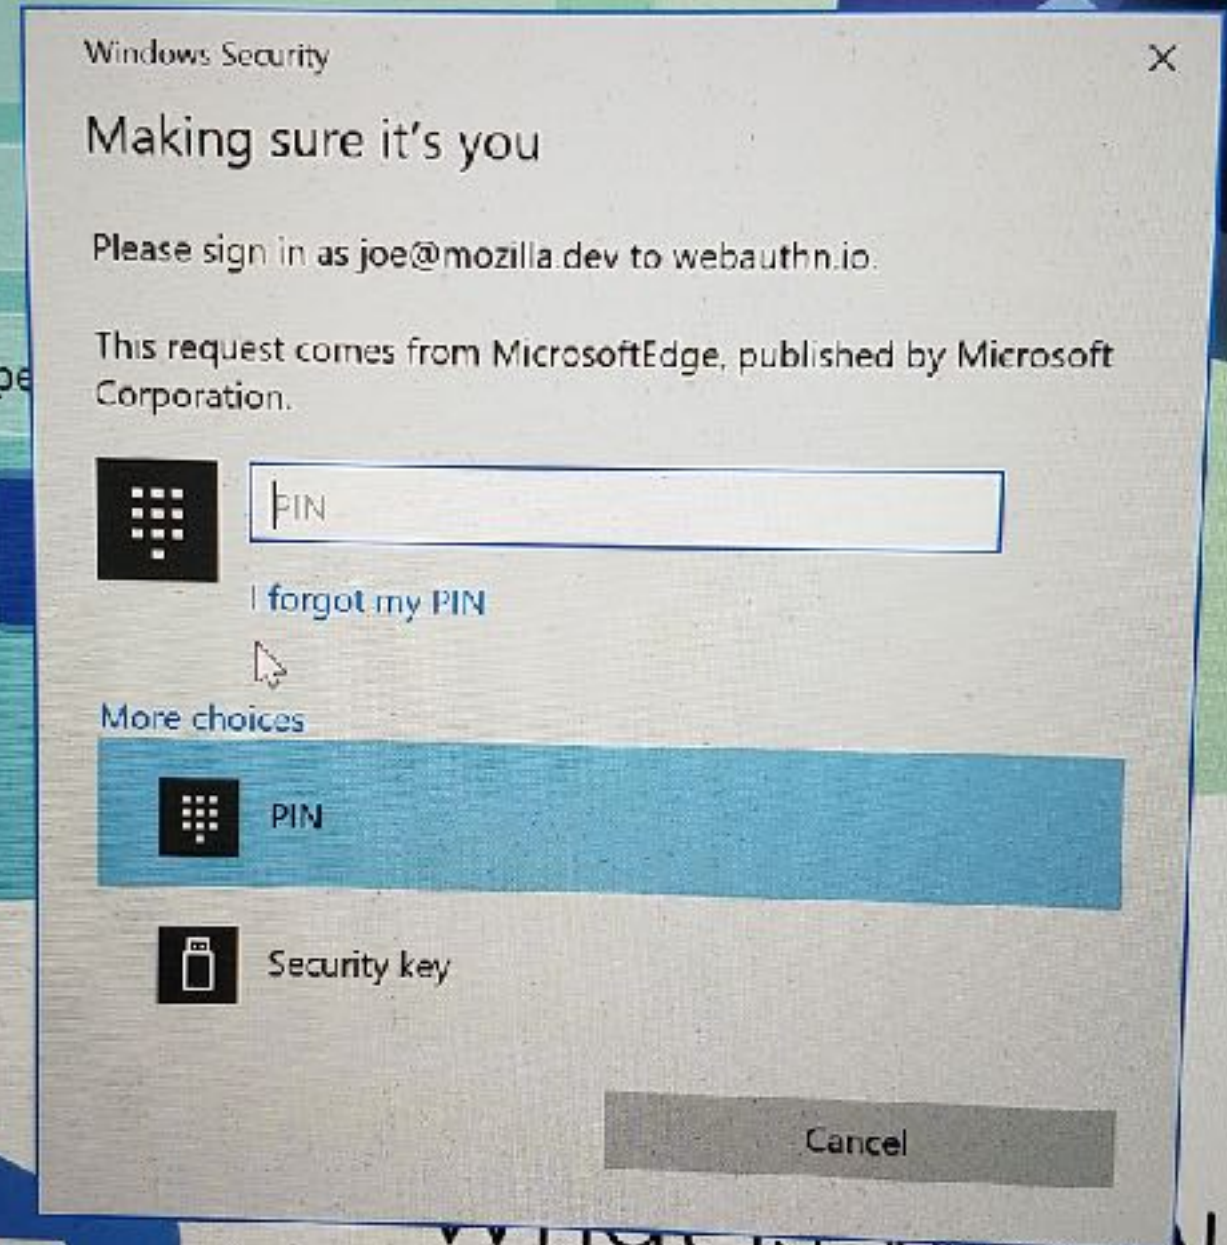 Windows Security
Making sure it's you
Please sign in as joe@mozilla.dev to webauthn.io.
This request comes from MicrosoftEdge, published by Microsoft
Corporation.
PIN
I forgot my PIN
More choices
PIN
Security key
Cancel